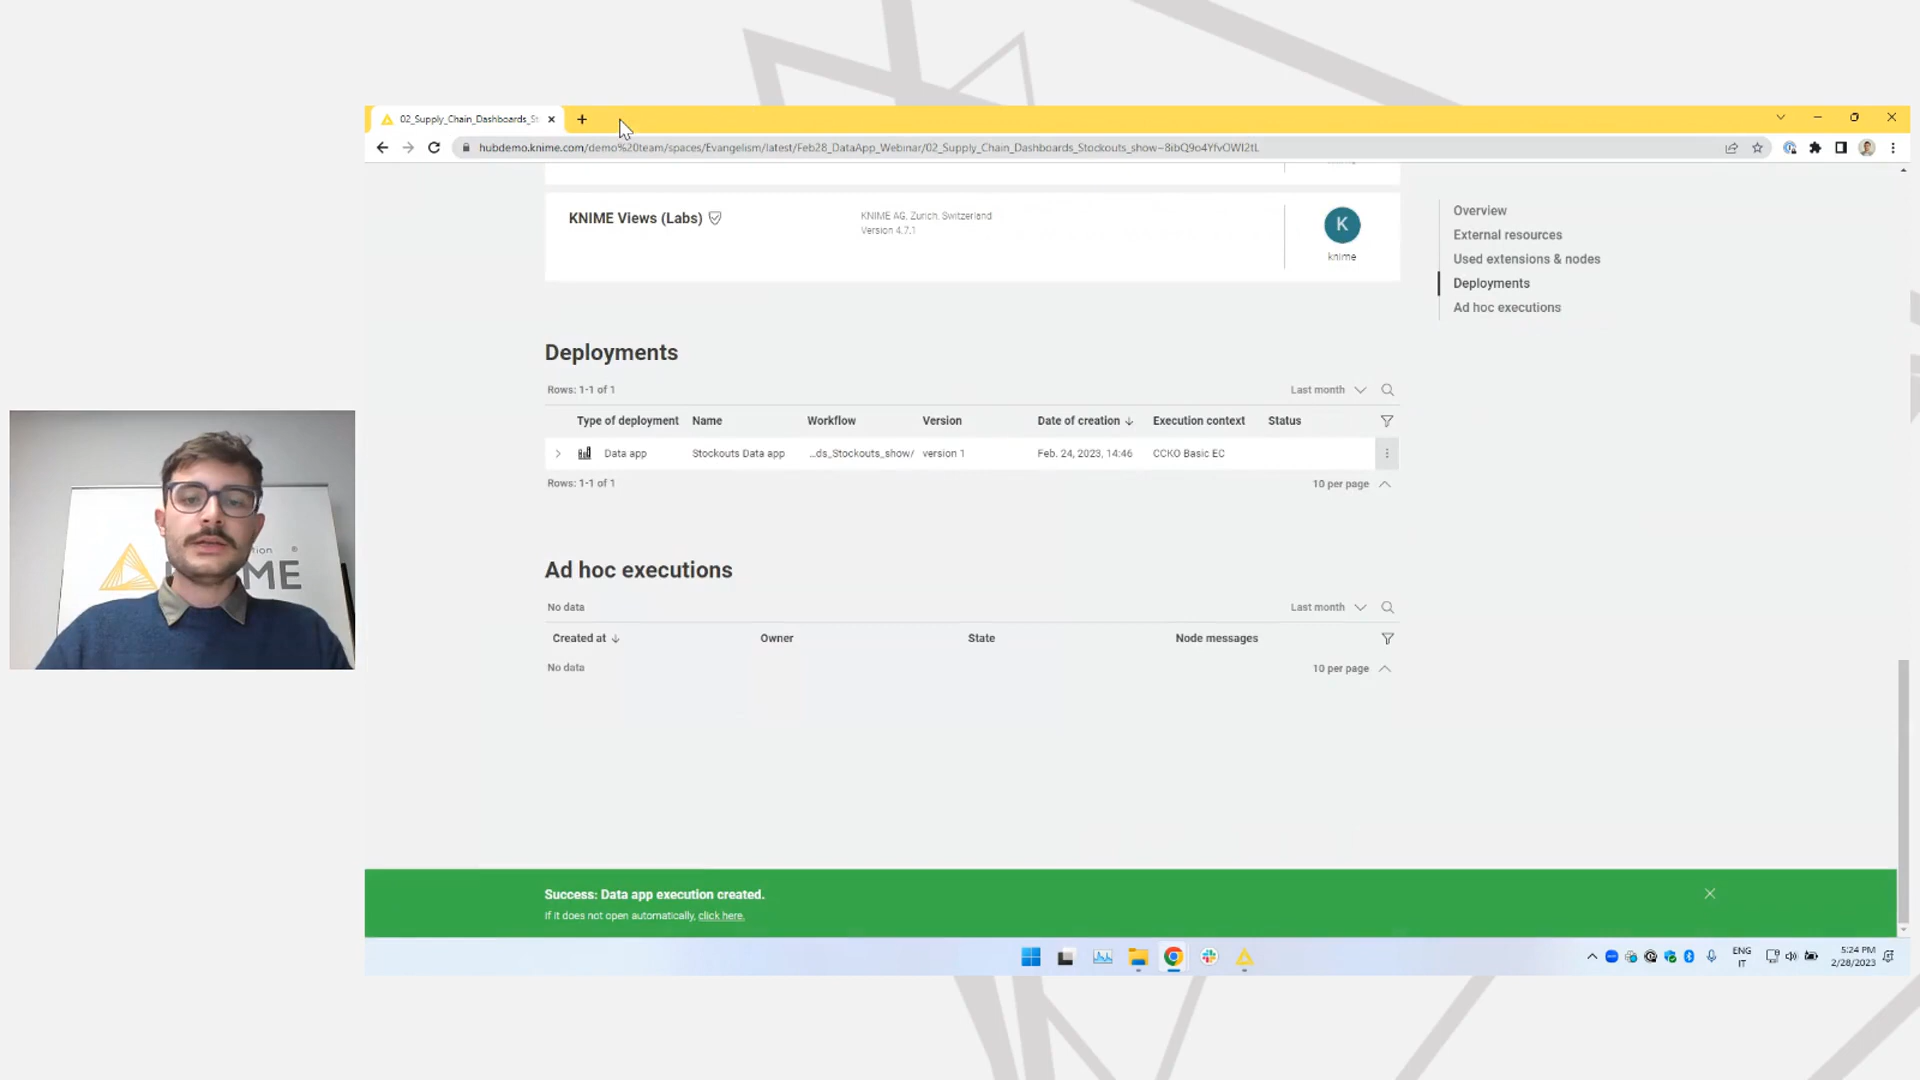 02_Supply_Chain_Dashboards_St
hubdemo.knime.com/demo%20team/spaces/Evangelism/latest/Feb28_DataApp_Webinar/02_Supply_Chain_Dashboards_Stockouts_show~8ibQ9o4YfvOWI2tL
KNIME Views (Labs)
KNIME AG, Zurich, Switzerland
Version 4.7.1
K
knime
Overview
External resources
Used extensions & nodes
Deployments
Ad hoc executions
Deployments
Rows: 1-1 of 1
Last month
Type of deployment Name Workflow Version Date of creation Execution context Status
Data app Stockouts Data app ...ds_Stockouts_show/ version 1 Feb. 24, 2023, 14:46 CCKO Basic EC
Rows: 1-1 of 1
10 per page
Ad hoc executions
No data
Last month
Created at Owner State Node messages
No data
10 per page
Success: Data app execution created.
If it does not open automatically, click here.
ENG
IT
5:24 PM
2/28/2023